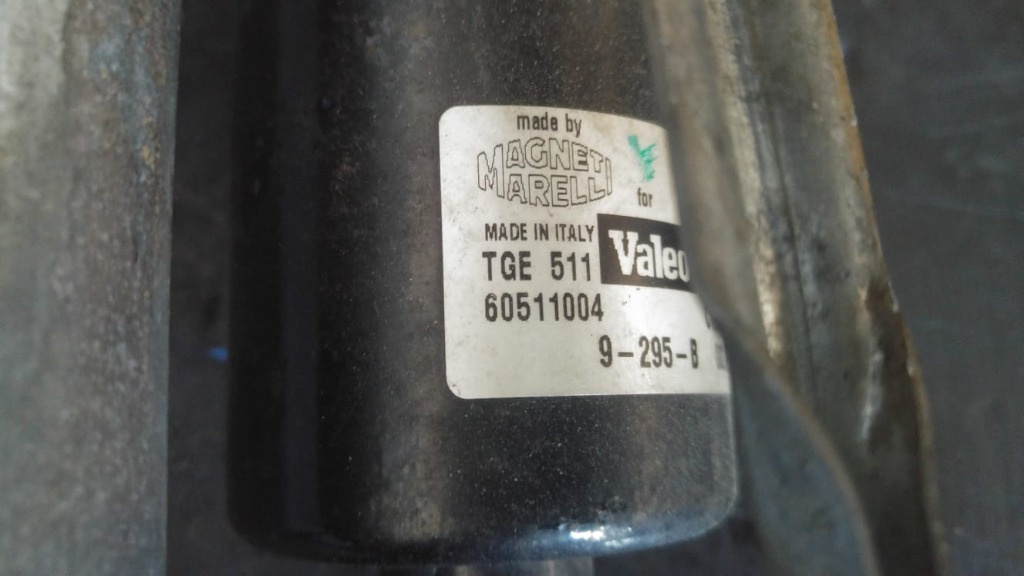 made by
MAGNETI
MARELLI
for
MADE IN ITALY
Valeo
TGE 511
60511004
9-295-B